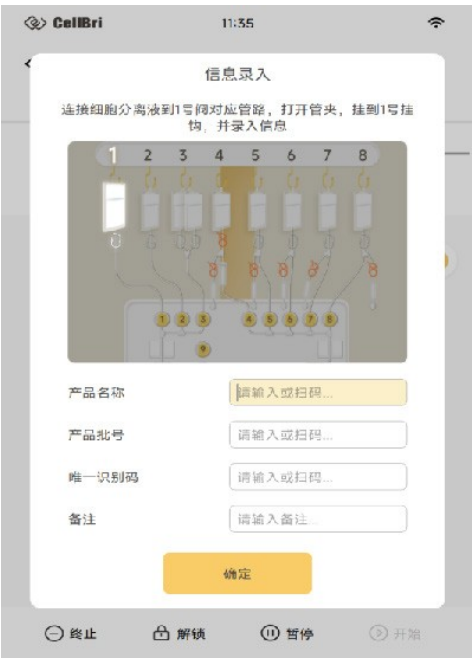 CellBri
11:35
信息录入
连接细胞分离液到1号阀对应管路，打开管夹，挂到1号挂
钩，并录入信息
1 2 3 4 5 6 7 8
1 2 3 4 5 6 7 8
9
产品名称 请输入或扫码...
产品批号 请输入或扫码...
唯一识别码 请输入或扫码...
备注 请输入备注...
确定
终止 解锁 暂停 开始